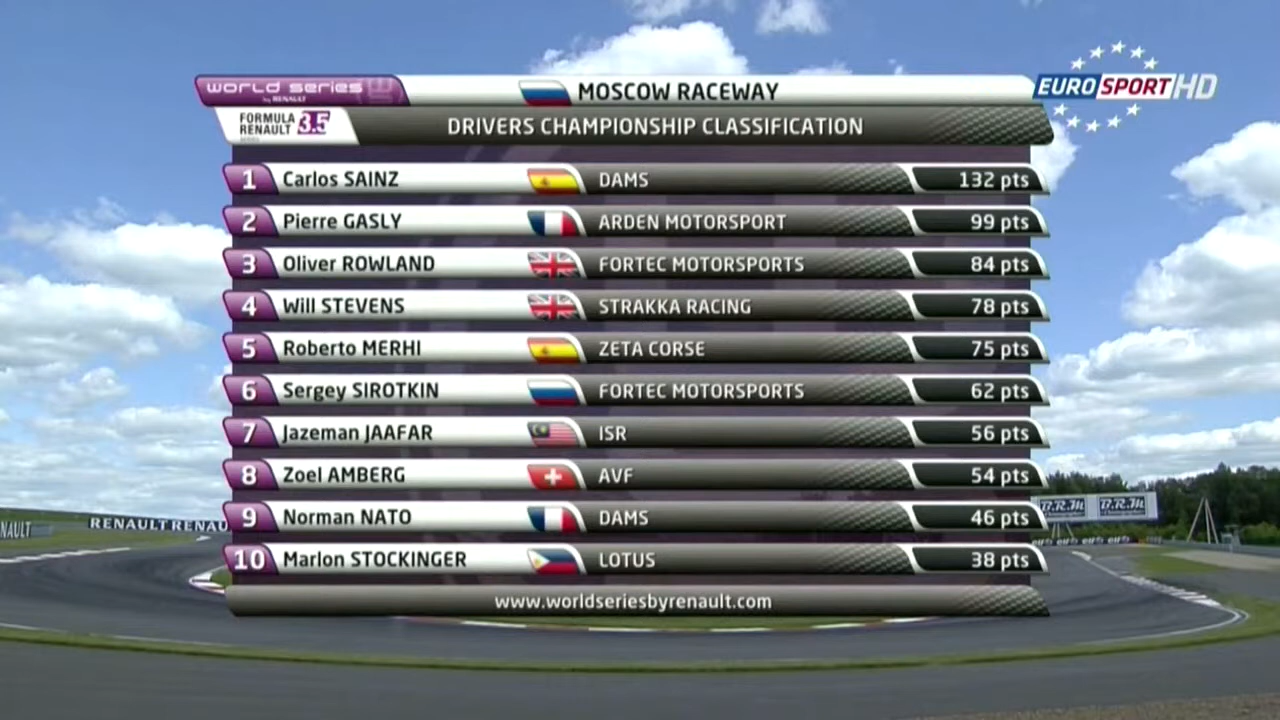 world series
by RENAULT
MOSCOW RACEWAY
EUROSPORT HD
FORMULA RENAULT 3.5
SERIES
DRIVERS CHAMPIONSHIP CLASSIFICATION
1 Carlos SAINZ DAMS 132 pts
2 Pierre GASLY ARDEN MOTORSPORT 99 pts
3 Oliver ROWLAND FORTEC MOTORSPORTS 84 pts
4 Will STEVENS STRAKKA RACING 78 pts
5 Roberto MERHI ZETA CORSE 75 pts
6 Sergey SIROTKIN FORTEC MOTORSPORTS 62 pts
7 Jazeman JAAFAR ISR 56 pts
8 Zoel AMBERG AVF 54 pts
9 Norman NATO DAMS 46 pts
10 Marlon STOCKINGER LOTUS 38 pts
www.worldseriesbyrenault.com
NAULT RENAULT RENAU
B.R.M B.R.M